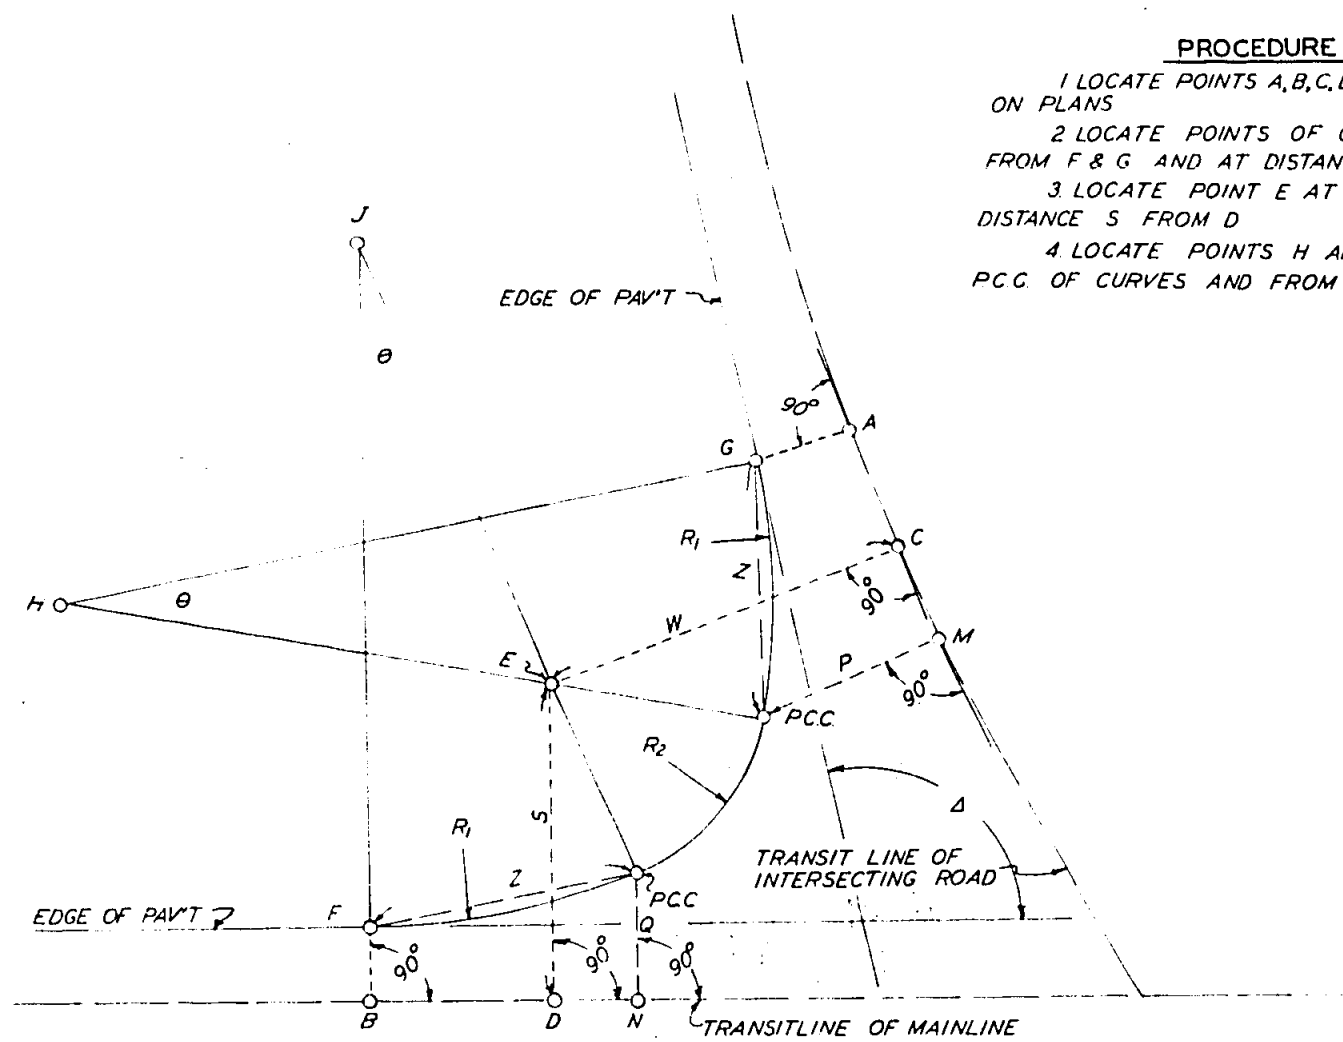 PROCEDURE
1 LOCATE POINTS A, B, C,
ON PLANS
2 LOCATE POINTS OF
FROM F & G AND AT
3. LOCATE POINT E AT
DISTANCE S FROM D
4. LOCATE POINTS H
P.C.C. OF CURVES AND FROM
J
EDGE OF PAV'T
θ
90°
A
G
R1
C
Z
H
θ
90°
W
M
E
P
90°
P.C.C.
R2
S
Δ
R1
TRANSIT LINE OF
INTERSECTING ROAD
Z
P.C.C
EDGE OF PAV'T
F
Q
90°
90°
90°
B
D
N
TRANSITLINE OF MAINLINE